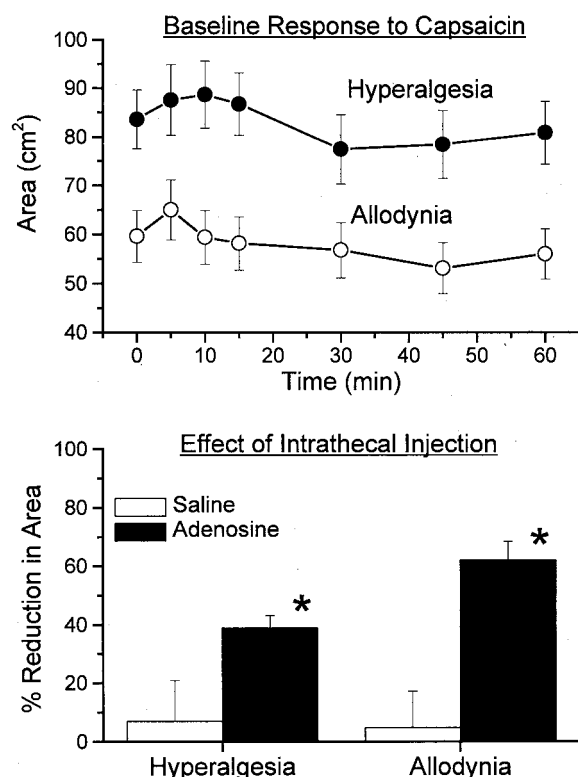 Baseline Response to Capsaicin
100
90
80
70
60
50
40
Area (cm²)
Hyperalgesia
Allodynia
0 10 20 30 40 50 60
Time (min)
Effect of Intrathecal Injection
100
80
60
40
20
0
% Reduction in Area
Saline
Adenosine
*
*
Hyperalgesia Allodynia